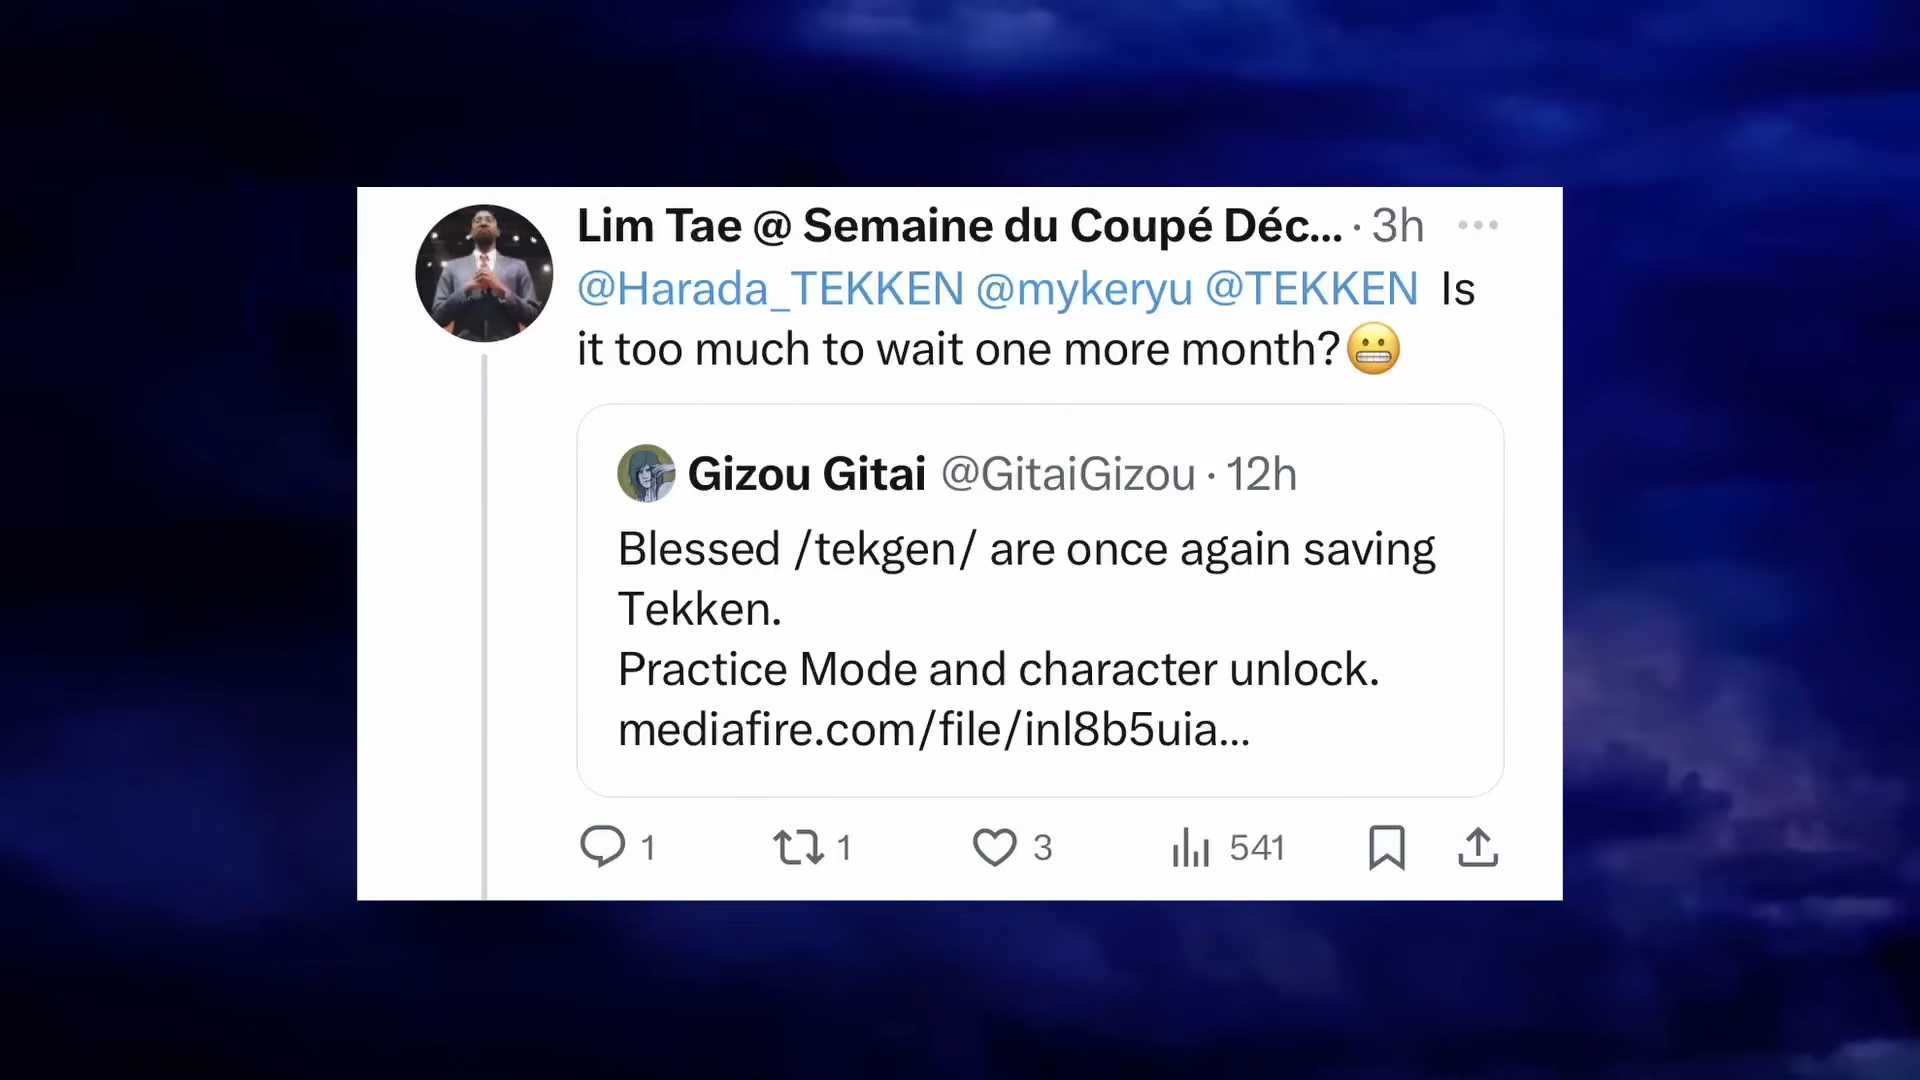 Lim Tae @ Semaine du Coupé Déc... · 3h
@Harada_TEKKEN @mykeryu @TEKKEN Is
it too much to wait one more month?😬
Gizou Gitai @GitaiGizou · 12h
Blessed /tekgen/ are once again saving
Tekken.
Practice Mode and character unlock.
mediafire.com/file/inl8b5uia...
1 1 3 541